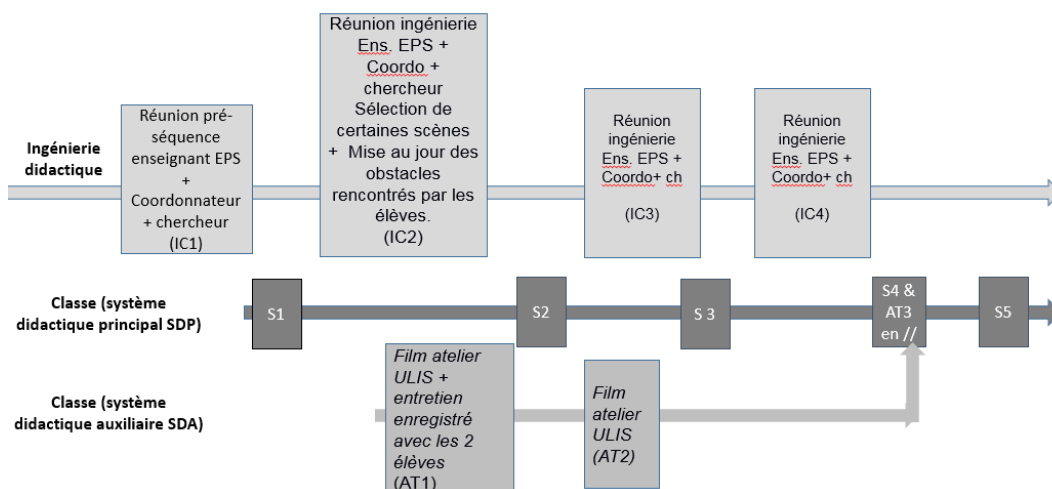 Ingénierie
didactique
Réunion pré-
séquence
enseignant EPS
+
Coordonnateur
+ chercheur
(IC1)
Réunion ingénierie
Ens. EPS +
Coordo +
chercheur
Sélection de
certaines scènes
+ Mise au jour des
obstacles
rencontrés par les
élèves.
(IC2)
Réunion
ingénierie
Ens. EPS +
Coordo+ ch
(IC3)
Réunion
ingénierie
Ens. EPS +
Coordo+ ch
(IC4)
Classe (système
didactique principal SDP)
S1
S2
S 3
S4 &
AT3
en //
S5
Classe (système
didactique auxiliaire SDA)
Film atelier
ULIS +
entretien
enregistré
avec les 2
élèves
(AT1)
Film
atelier
ULIS
(AT2)